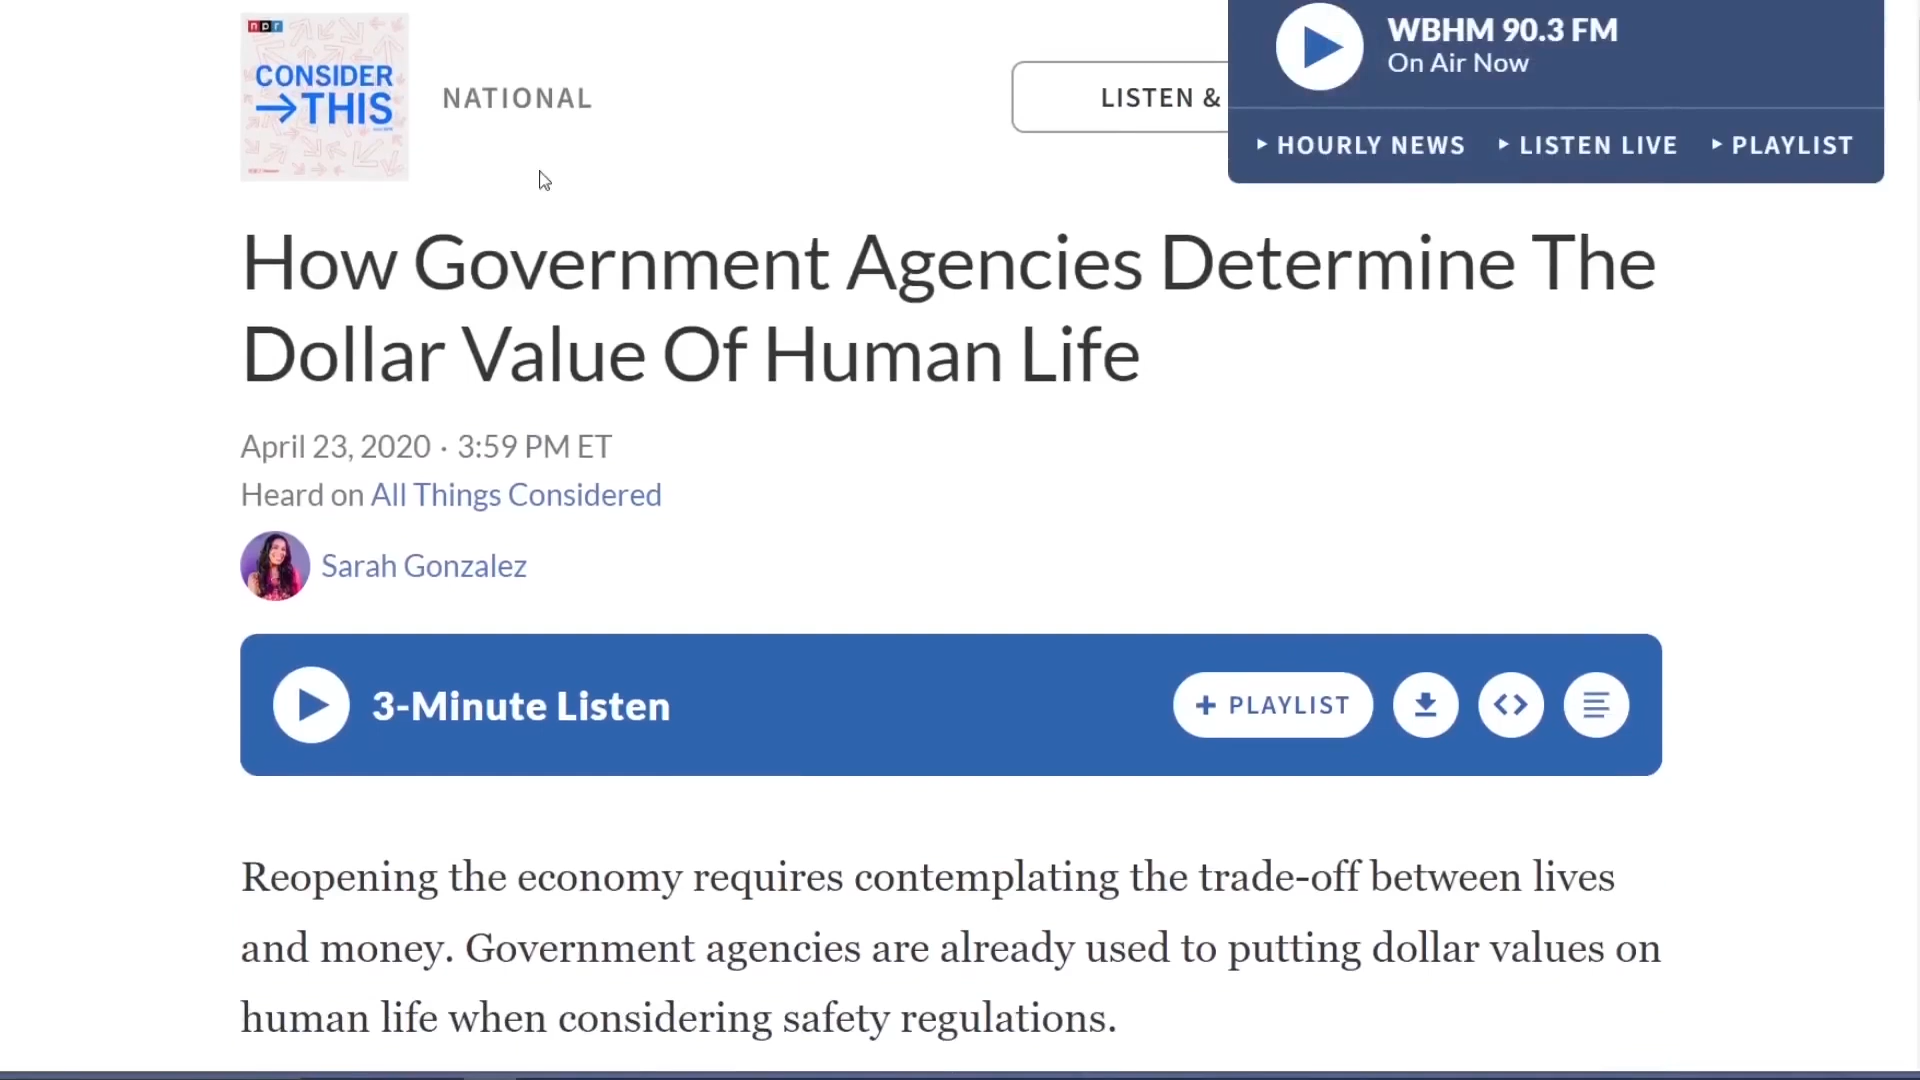 npr
CONSIDER
THIS
NATIONAL
LISTEN &
WBHM 90.3 FM
On Air Now
HOURLY NEWS
LISTEN LIVE
PLAYLIST
How Government Agencies Determine The
Dollar Value Of Human Life
April 23, 2020 · 3:59 PM ET
Heard on All Things Considered
Sarah Gonzalez
3-Minute Listen
+ PLAYLIST
Reopening the economy requires contemplating the trade-off between lives
and money. Government agencies are already used to putting dollar values on
human life when considering safety regulations.